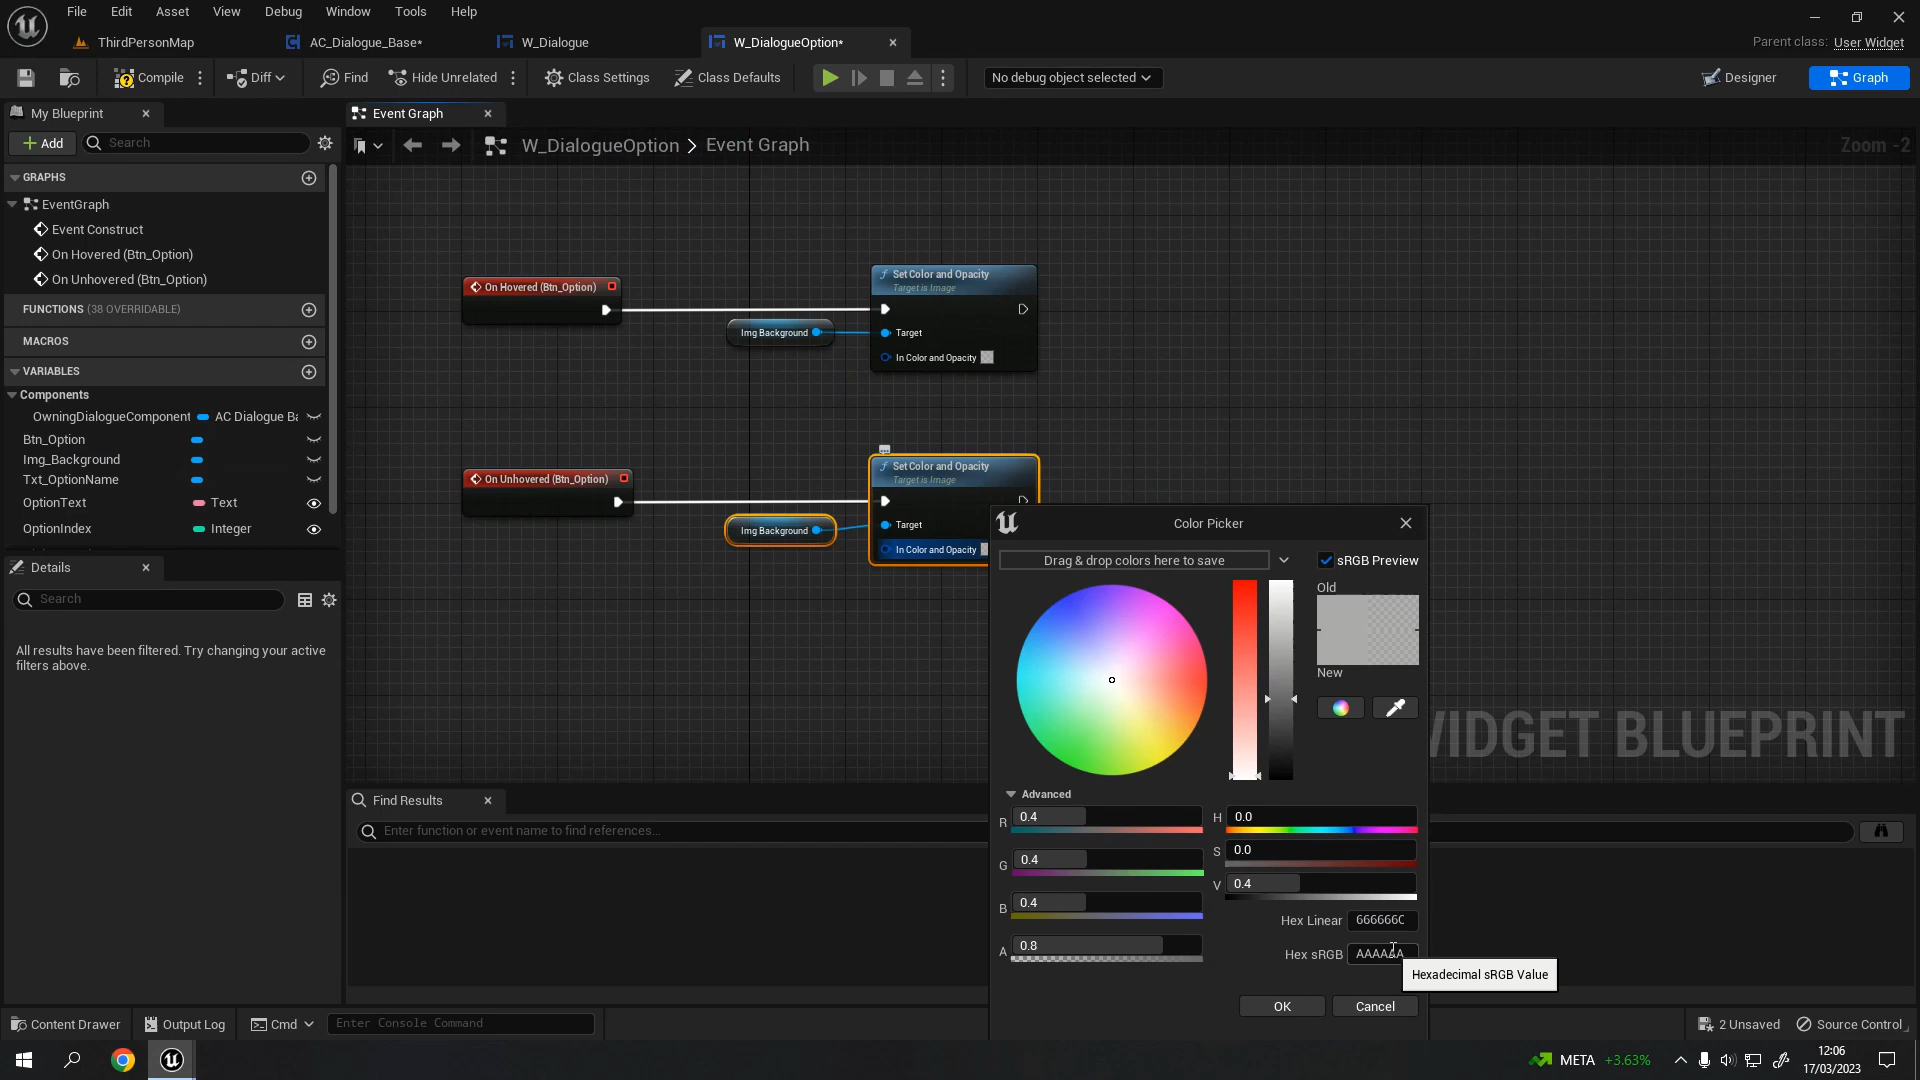 File Edit Asset View Debug Window Tools Help
ThirdPersonMap AC_Dialogue_Base* W_Dialogue W_DialogueOption*
Parent class: User Widget
Compile Diff Find Hide Unrelated Class Settings Class Defaults No debug object selected Designer Graph
My Blueprint
Event Graph
Add Search
W_DialogueOption > Event Graph
Zoom -2
GRAPHS
EventGraph
Event Construct
On Hovered (Btn_Option)
On Unhovered (Btn_Option)
FUNCTIONS (38 OVERRIDABLE)
MACROS
VARIABLES
Components
OwningDialogueComponent AC Dialogue Ba
Btn_Option
Img_Background
Txt_OptionName
OptionText Text
OptionIndex Integer
On Hovered (Btn_Option)
Img Background
f Set Color and Opacity
Target is Image
Target
In Color and Opacity
On Unhovered (Btn_Option)
Img Background
f Set Color and Opacity
Target is Image
Target
In Color and Opacity
WIDGET BLUEPRINT
Details
Search
All results have been filtered. Try changing your active
filters above.
Find Results
Enter function or event name to find references...
Color Picker
Drag & drop colors here to save
sRGB Preview
Old
New
Advanced
R 0.4
G 0.4
B 0.4
A 0.8
H 0.0
S 0.0
V 0.4
Hex Linear 666666C
Hex sRGB AAAAAA
Hexadecimal sRGB Value
OK Cancel
Content Drawer Output Log Cmd Enter Console Command 2 Unsaved Source Control
META +3.63%
12:06
17/03/2023